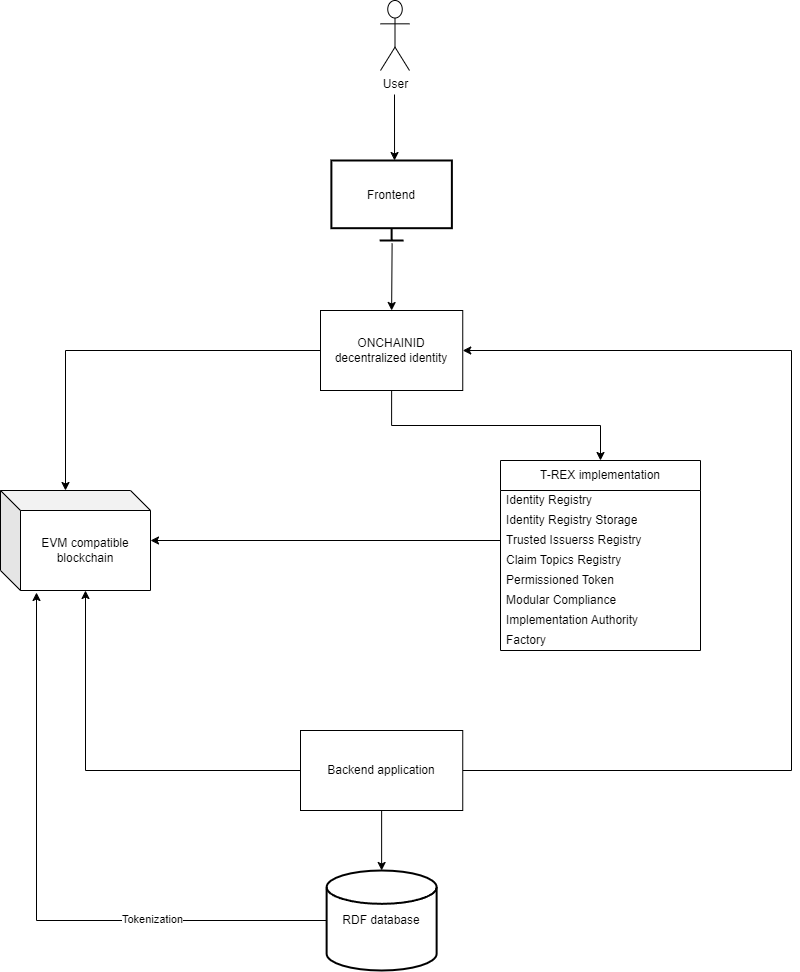 User
Frontend
ONCHAINID
decentralized identity
T-REX implementation
Identity Registry
Identity Registry Storage
Trusted Issuerss Registry
Claim Topics Registry
Permissioned Token
Modular Compliance
Implementation Authority
Factory
EVM compatible
blockchain
Backend application
RDF database
Tokenization